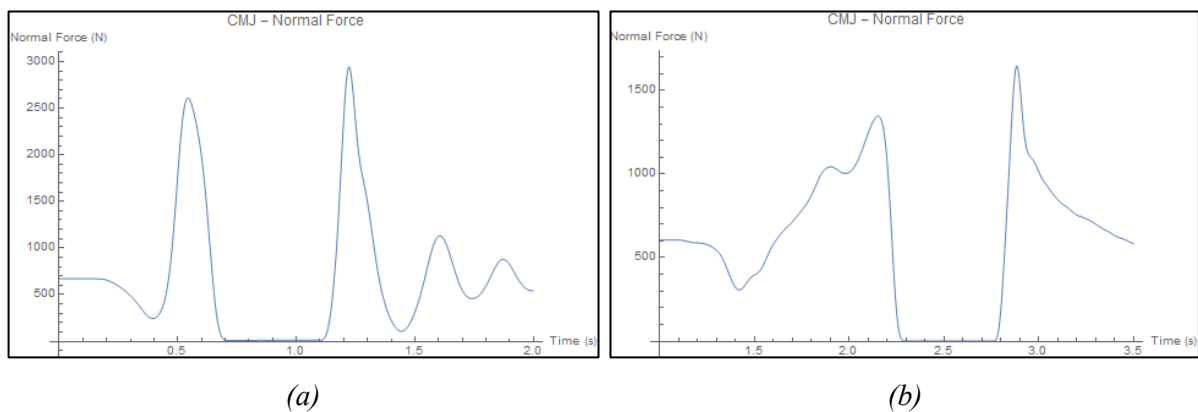 CMJ – Normal Force
Normal Force (N)
3000
2500
2000
1500
1000
500
0.5
1.0
1.5
2.0
Time (s)
(a)
CMJ – Normal Force
Normal Force (N)
1500
1000
500
1.5
2.0
2.5
3.0
3.5
Time (s)
(b)